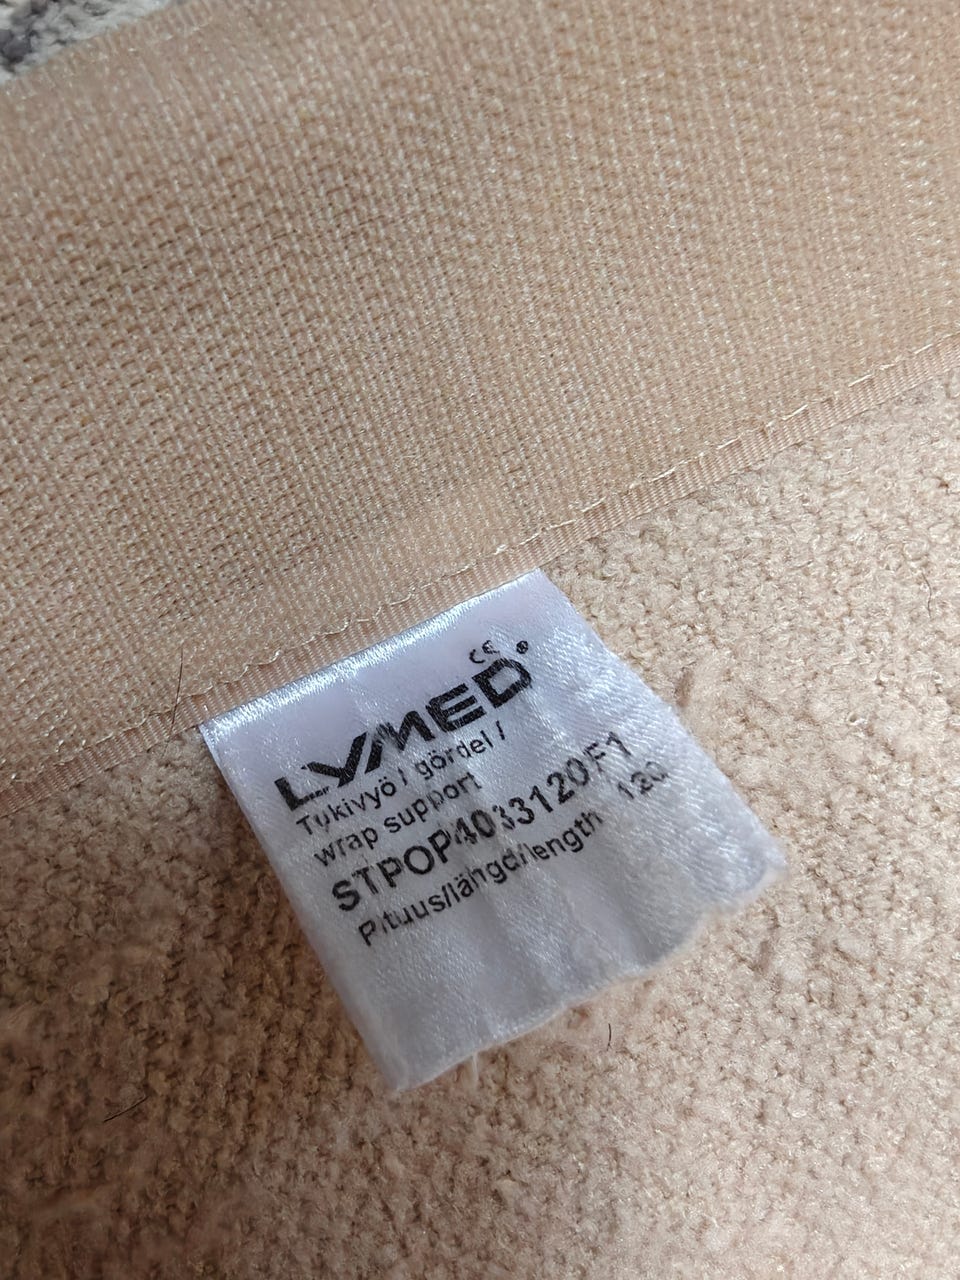 CE
LYMED®
Tukivyö / gördel /
wrap support
STPOP4033120F1
Pituus/längd/length 120